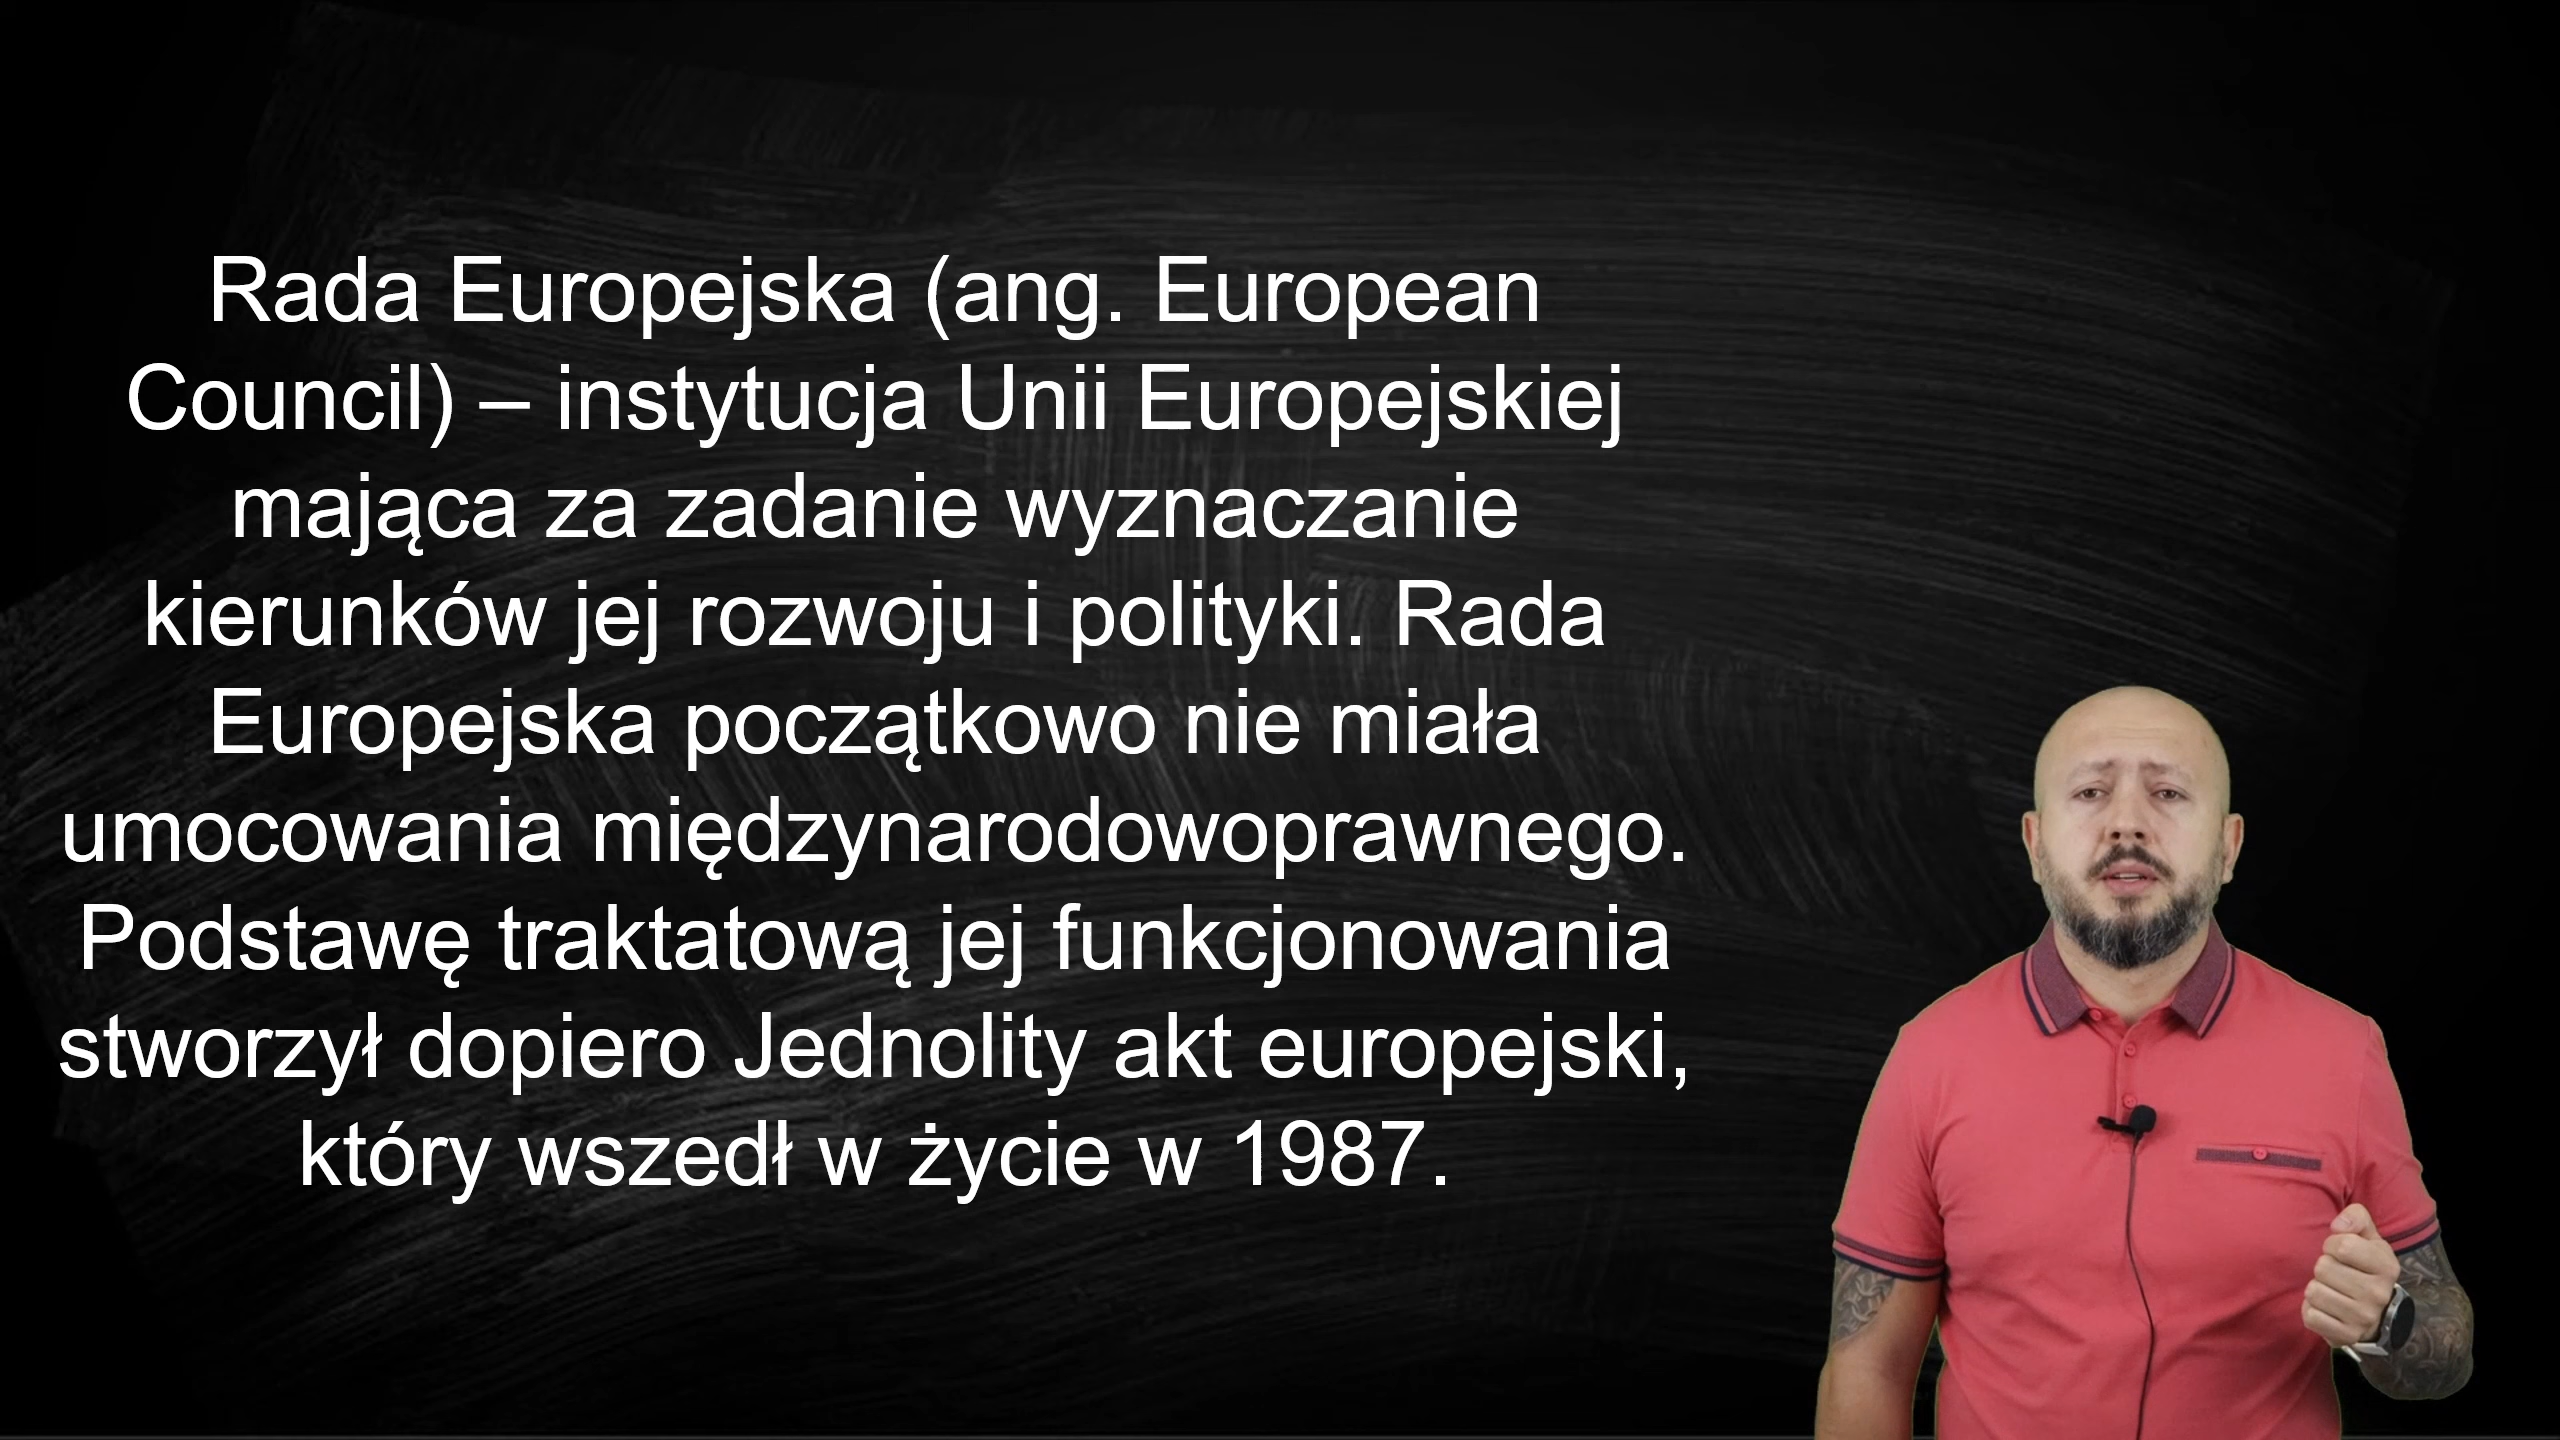 Rada Europejska (ang. European
Council) – instytucja Unii Europejskiej
mająca za zadanie wyznaczanie
kierunków jej rozwoju i polityki. Rada
Europejska początkowo nie miała
umocowania międzynarodowoprawnego.
Podstawę traktatową jej funkcjonowania
stworzył dopiero Jednolity akt europejski,
który wszedł w życie w 1987.